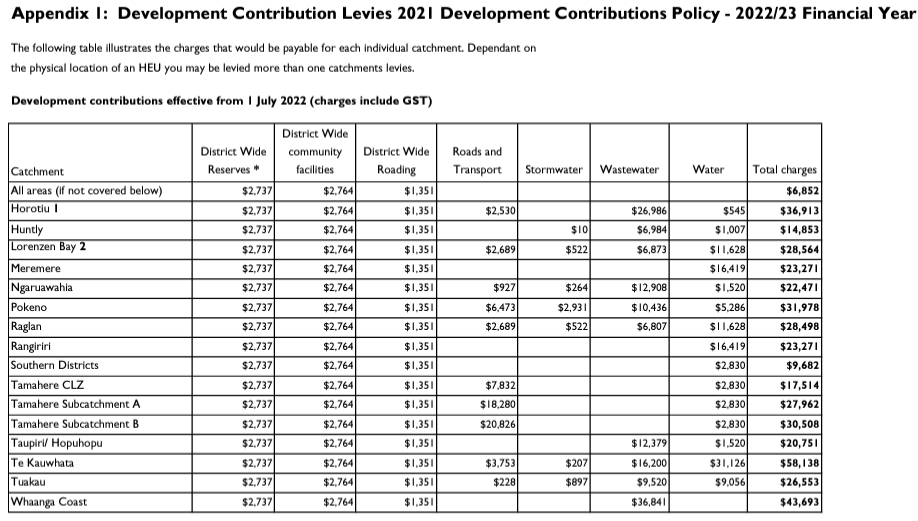 Appendix 1: Development Contribution Levies 2021 Development Contributions Policy - 2022/23 Financial Year
The following table illustrates the charges that would be payable for each individual catchment. Dependant on
the physical location of an HEU you may be levied more than one catchments levies.
Development contributions effective from 1 July 2022 (charges include GST)
Catchment District Wide Reserves * District Wide community facilities District Wide Roading Roads and Transport Stormwater Wastewater Water Total charges
All areas (if not covered below) $2,737 $2,764 $1,351 $6,852
Horotiu 1 $2,737 $2,764 $1,351 $2,530 $26,986 $545 $36,913
Huntly $2,737 $2,764 $1,351 $10 $6,984 $1,007 $14,853
Lorenzen Bay 2 $2,737 $2,764 $1,351 $2,689 $522 $6,873 $11,628 $28,564
Meremere $2,737 $2,764 $1,351 $16,419 $23,271
Ngaruawahia $2,737 $2,764 $1,351 $927 $264 $12,908 $1,520 $22,471
Pokeno $2,737 $2,764 $1,351 $6,473 $2,931 $10,436 $5,286 $31,978
Raglan $2,737 $2,764 $1,351 $2,689 $522 $6,807 $11,628 $28,498
Rangiriri $2,737 $2,764 $1,351 $16,419 $23,271
Southern Districts $2,737 $2,764 $1,351 $2,830 $9,682
Tamahere CLZ $2,737 $2,764 $1,351 $7,832 $2,830 $17,514
Tamahere Subcatchment A $2,737 $2,764 $1,351 $18,280 $2,830 $27,962
Tamahere Subcatchment B $2,737 $2,764 $1,351 $20,826 $2,830 $30,508
Taupiri/ Hopuhopu $2,737 $2,764 $1,351 $12,379 $1,520 $20,751
Te Kauwhata $2,737 $2,764 $1,351 $3,753 $207 $16,200 $31,126 $58,138
Tuakau $2,737 $2,764 $1,351 $228 $897 $9,520 $9,056 $26,553
Whaanga Coast $2,737 $2,764 $1,351 $36,841 $43,693